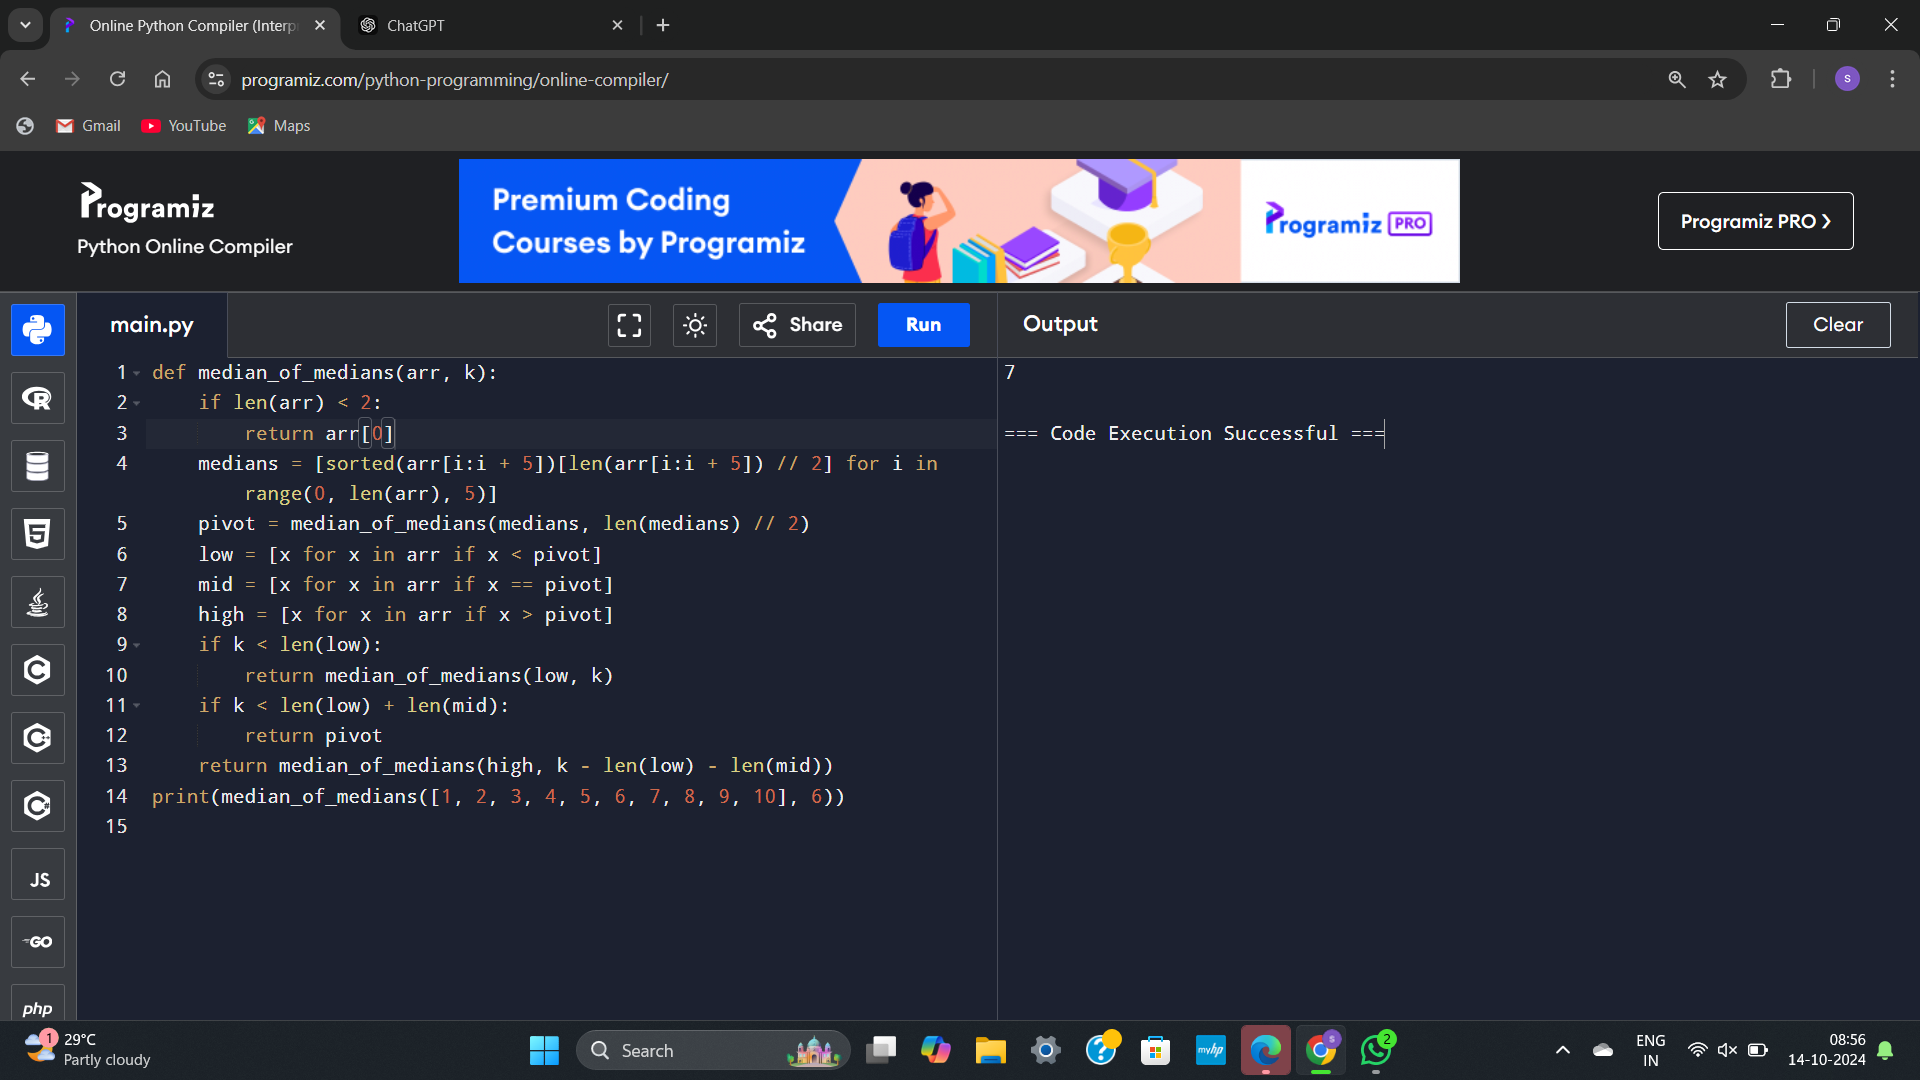 Online Python Compiler (Interp
ChatGPT
programiz.com/python-programming/online-compiler/
S
Gmail
YouTube
Maps
Programiz
Python Online Compiler
Premium Coding
Courses by Programiz
Programiz PRO
Programiz PRO
main.py
Share
Run
Output
Clear
1 def median_of_medians(arr, k):
2     if len(arr) < 2:
3         return arr[0]
4     medians = [sorted(arr[i:i + 5])[len(arr[i:i + 5]) // 2] for i in
        range(0, len(arr), 5)]
5     pivot = median_of_medians(medians, len(medians) // 2)
6     low = [x for x in arr if x < pivot]
7     mid = [x for x in arr if x == pivot]
8     high = [x for x in arr if x > pivot]
9     if k < len(low):
10         return median_of_medians(low, k)
11     if k < len(low) + len(mid):
12         return pivot
13     return median_of_medians(high, k - len(low) - len(mid))
14 print(median_of_medians([1, 2, 3, 4, 5, 6, 7, 8, 9, 10], 6))
15
7
=== Code Execution Successful ===
R
5
C
C++
C#
JS
GO
php
1
29°C
Partly cloudy
Search
myhp
S
2
ENG
IN
08:56
14-10-2024